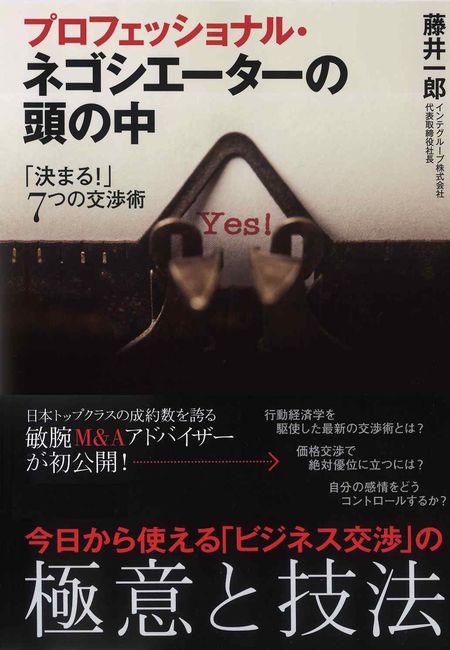 プロフェッショナル・
ネゴシエーターの
頭の中
「決まる!」
7つの交渉術
藤井一郎
インテグループ株式会社
代表取締役社長
Yes!
日本トップクラスの成約数を誇る
敏腕M&Aアドバイザー
が初公開!
行動経済学を
駆使した最新の交渉術とは?
価格交渉で
絶対優位に立つには?
自分の感情をどう
コントロールするか?
今日から使える「ビジネス交渉」の
極意と技法